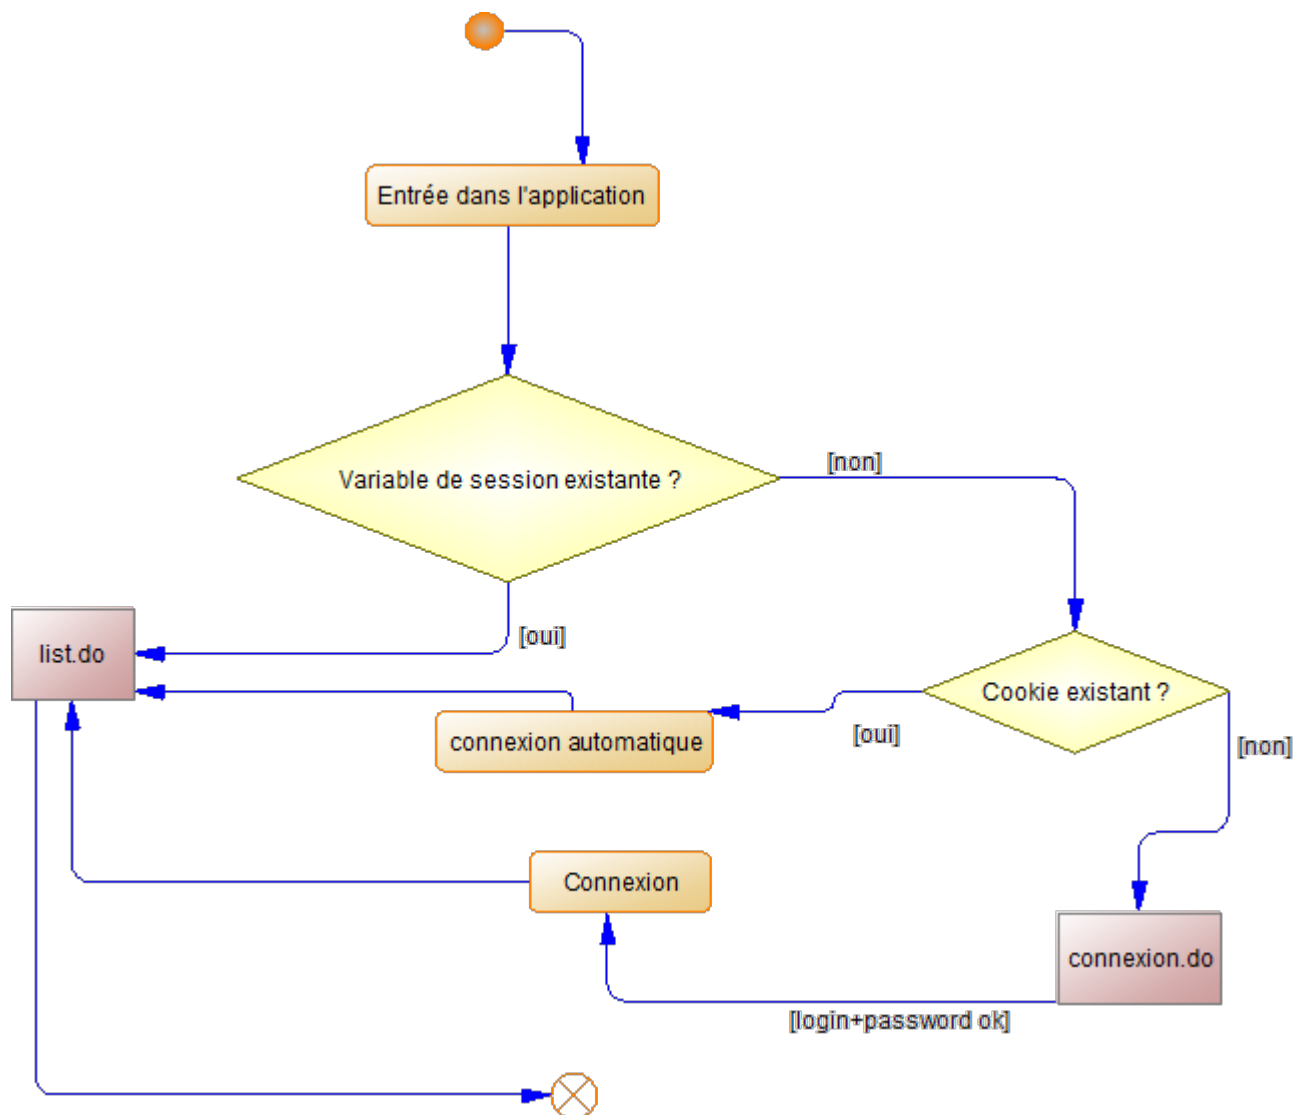 Entrée dans l'application
Variable de session existante ?
[non]
[oui]
list.do
Cookie existant ?
connexion automatique
[oui]
[non]
Connexion
connexion.do
[login+password ok]